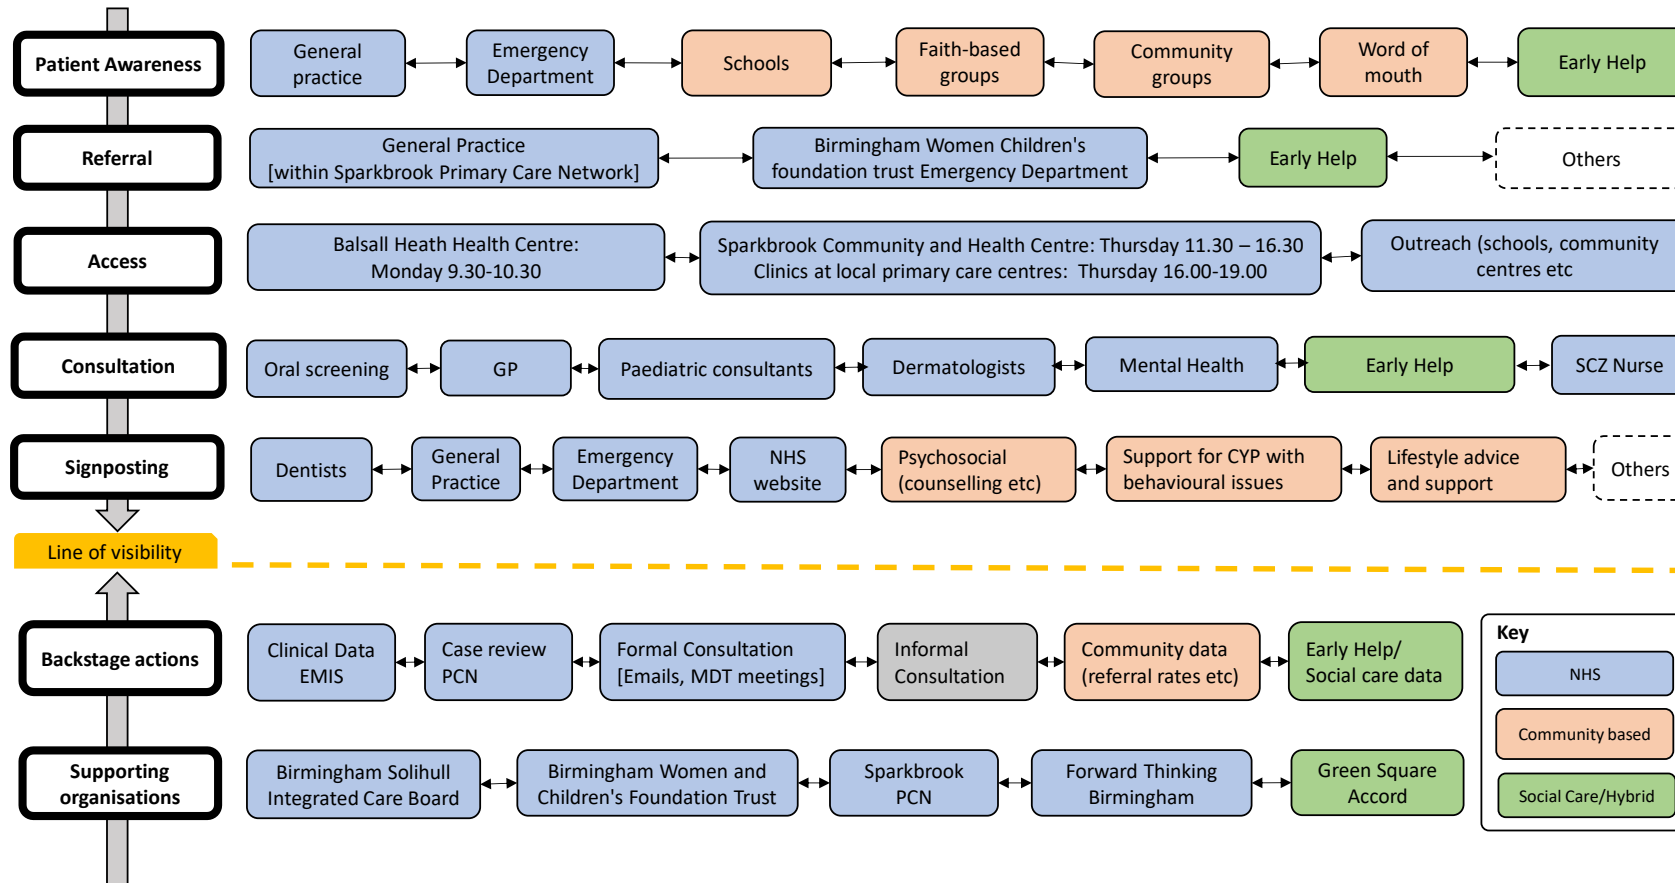 Patient Awareness
General
practice
Emergency
Department
Schools
Faith-based
groups
Community
groups
Word of
mouth
Early Help
Referral
General Practice
[within Sparkbrook Primary Care Network]
Birmingham Women Children's
foundation trust Emergency Department
Early Help
Others
Access
Balsall Heath Health Centre:
Monday 9.30-10.30
Sparkbrook Community and Health Centre: Thursday 11.30 – 16.30
Clinics at local primary care centres: Thursday 16.00-19.00
Outreach (schools, community
centres etc
Consultation
Oral screening
GP
Paediatric consultants
Dermatologists
Mental Health
Early Help
SCZ Nurse
Signposting
Dentists
General
Practice
Emergency
Department
NHS
website
Psychosocial
(counselling etc)
Support for CYP with
behavioural issues
Lifestyle advice
and support
Others
Line of visibility
Backstage actions
Clinical Data
EMIS
Case review
PCN
Formal Consultation
[Emails, MDT meetings]
Informal
Consultation
Community data
(referral rates etc)
Early Help/
Social care data
Supporting
organisations
Birmingham Solihull
Integrated Care Board
Birmingham Women and
Children's Foundation Trust
Sparkbrook
PCN
Forward Thinking
Birmingham
Green Square
Accord
Key
NHS
Community based
Social Care/Hybrid